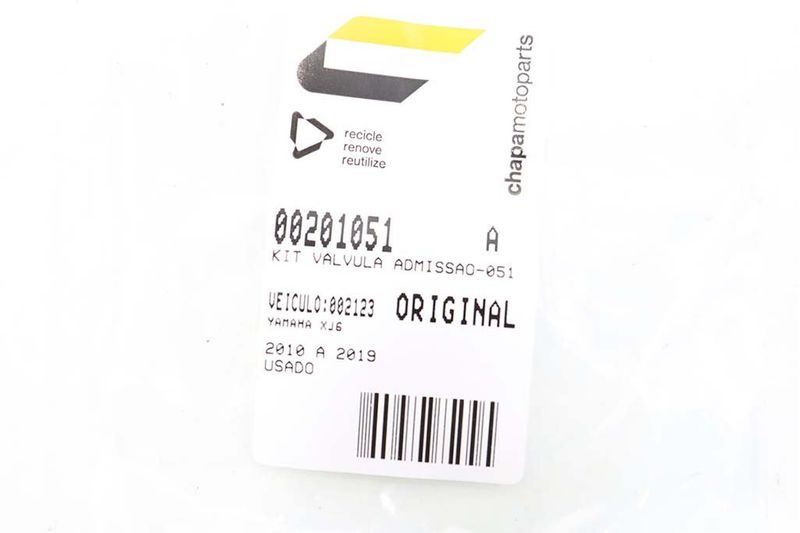 recicle
renove
reutilize
chapamotoparts
00201051 A
KIT VALVULA ADMISSAO-051
VEICULO:002123 ORIGINAL
YAMAHA XJ6
2010 A 2019
USADO